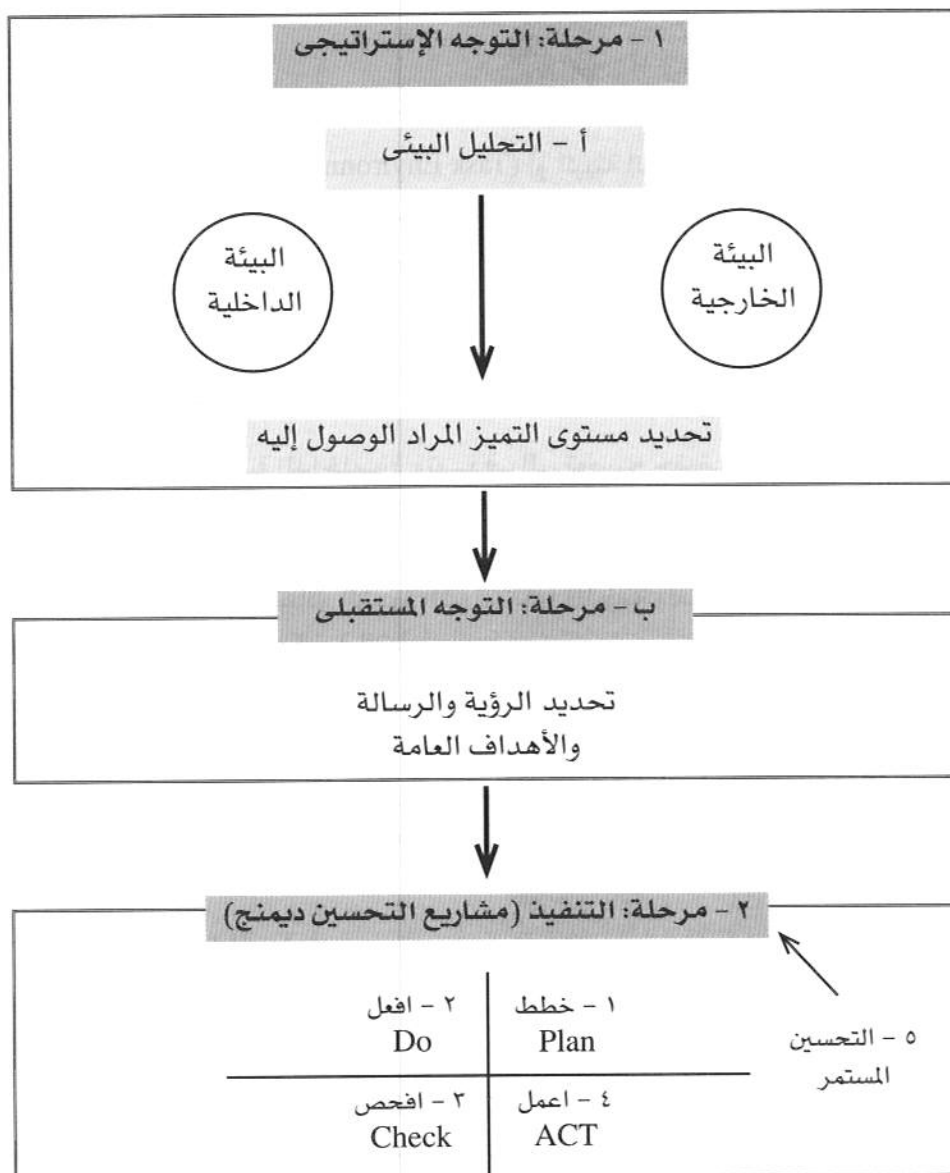 ١ - مرحلة: التوجه الإستراتيجى
أ - التحليل البيئى
البيئة
الخارجية
البيئة
الداخلية
تحديد مستوى التميز المراد الوصول إليه
ب - مرحلة: التوجه المستقبلى
تحديد الرؤية والرسالة
والأهداف العامة
٢ - مرحلة: التنفيذ (مشاريع التحسين ديمنج)
١ - خطط
Plan
٢ - افعل
Do
٣ - افحص
Check
٤ - اعمل
ACT
٥ - التحسين
المستمر